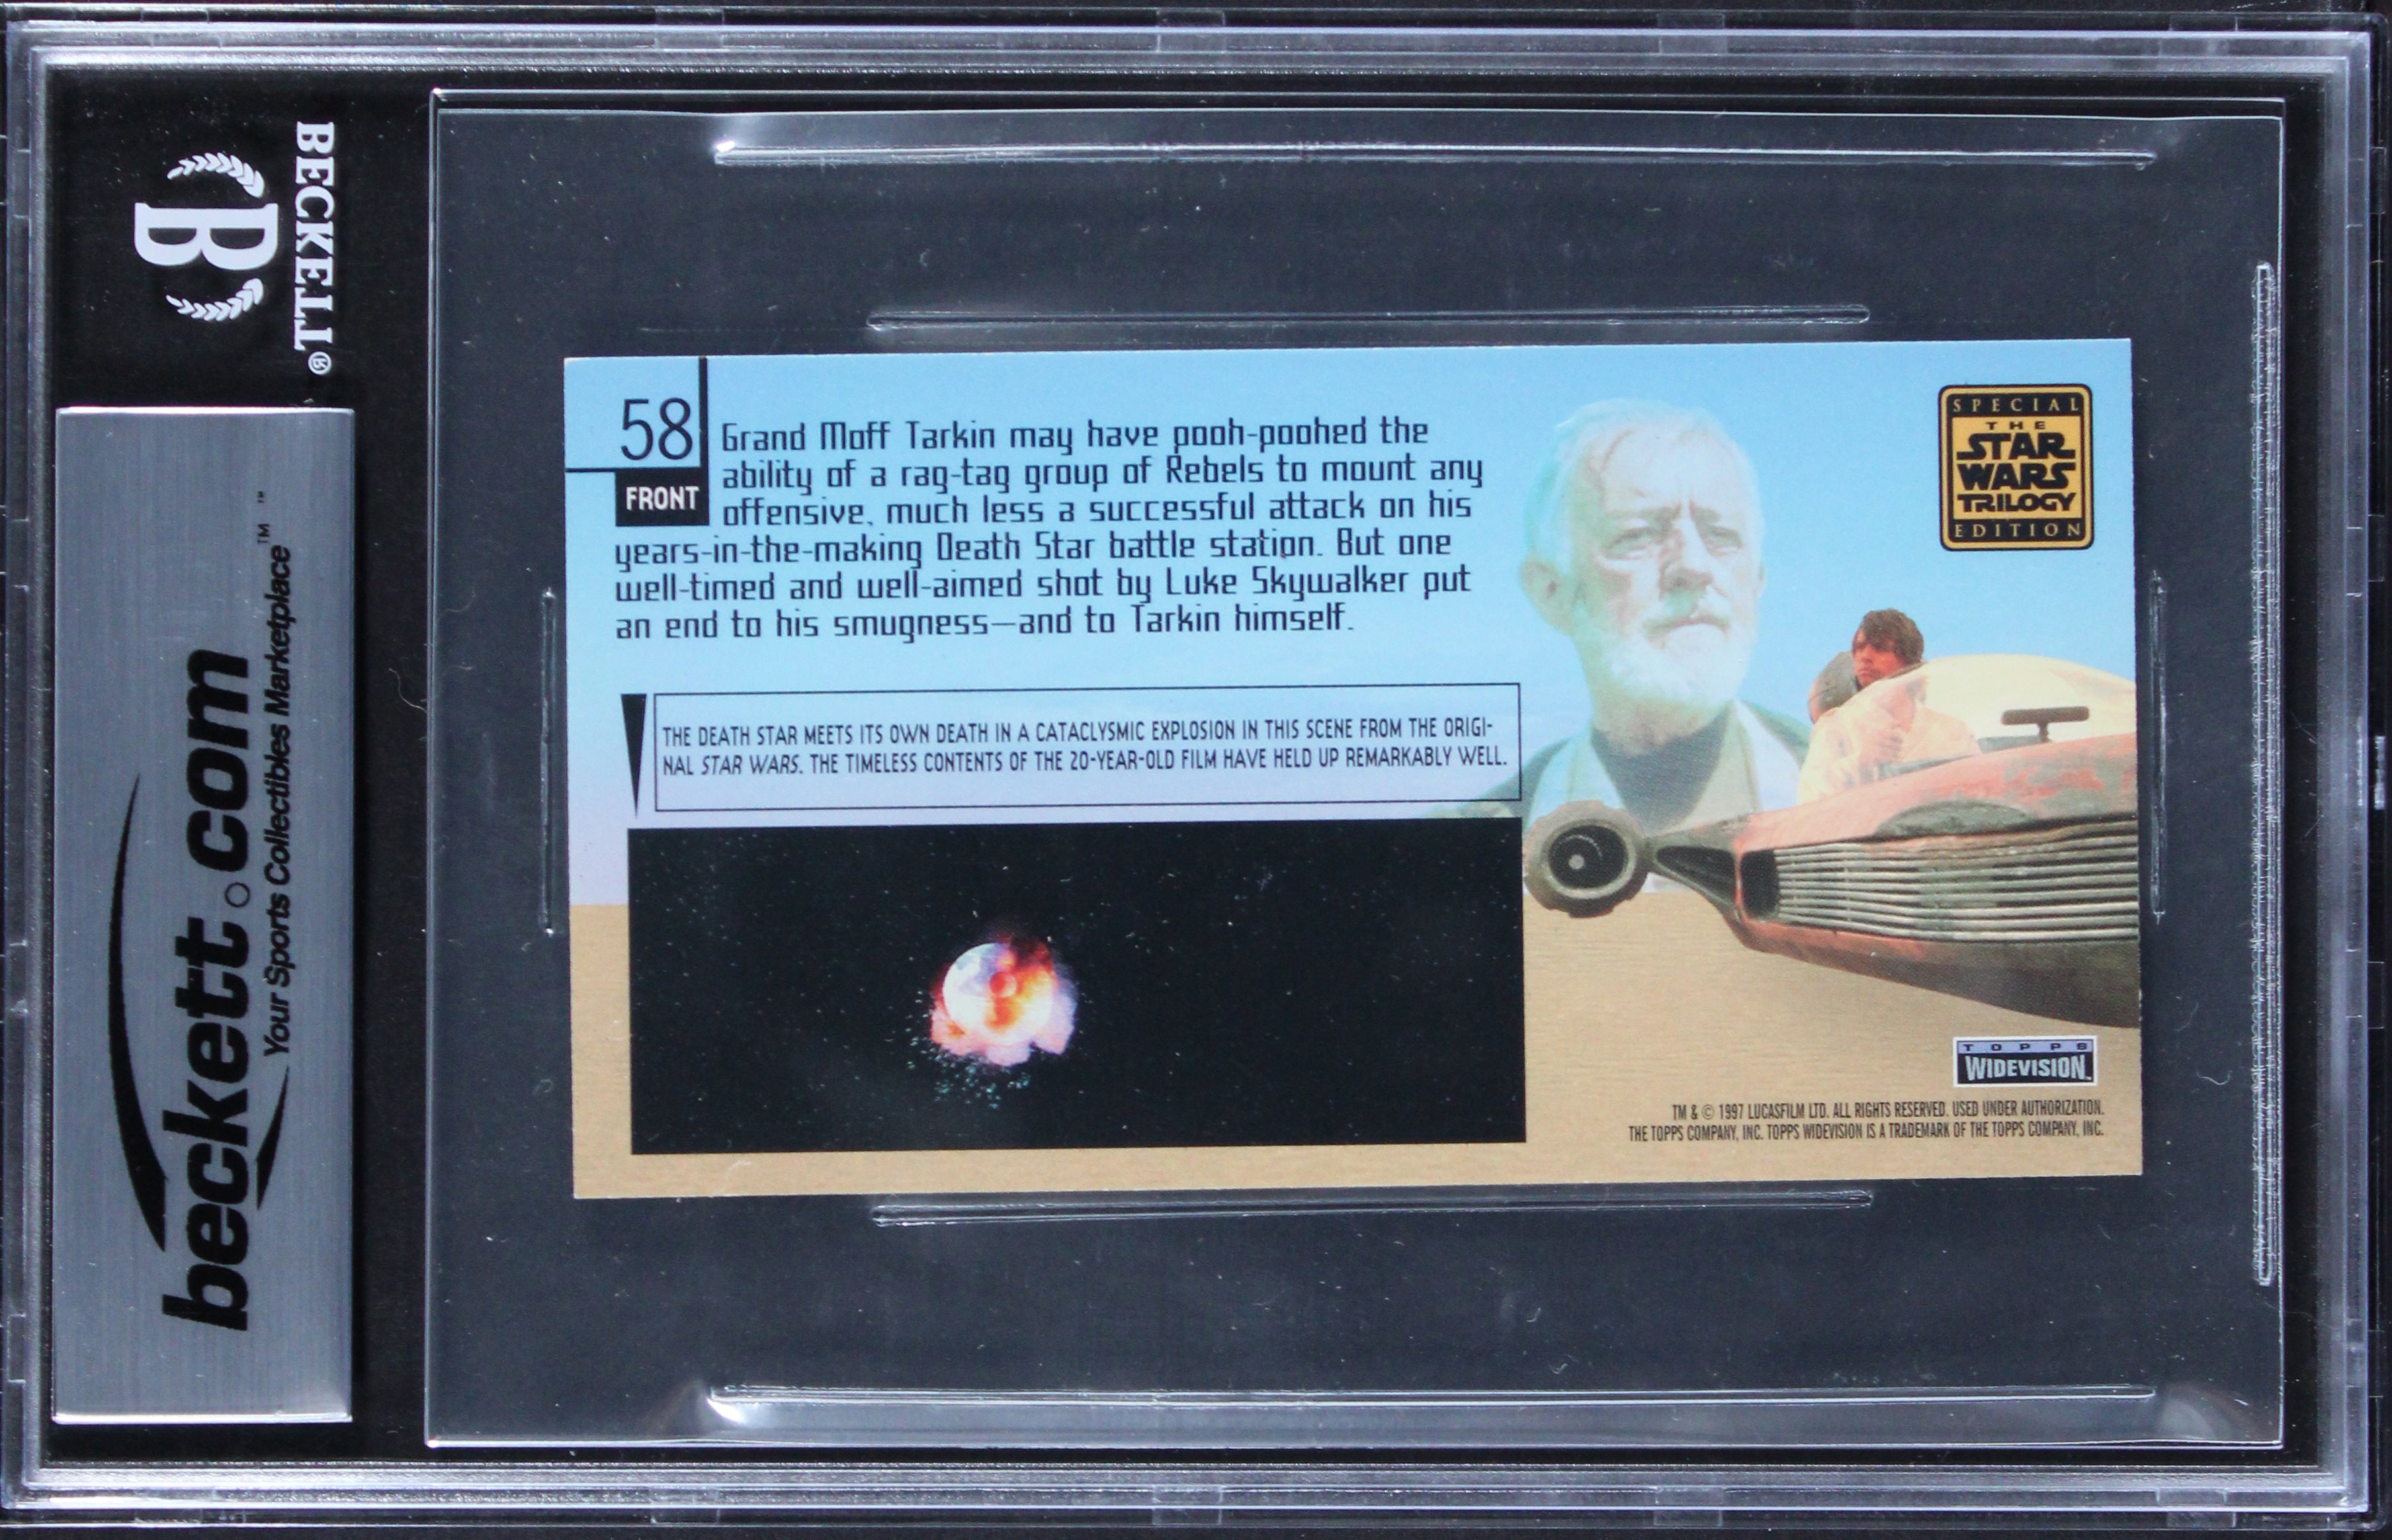 BECKETT®
B
beckett.com™
Your Sports Collectibles Marketplace™
58
FRONT
Grand Moff Tarkin may have pooh-poohed the
ability of a rag-tag group of Rebels to mount any
offensive, much less a successful attack on his
years-in-the-making Death Star battle station. But one
well-timed and well-aimed shot by Luke Skywalker put
an end to his smugness—and to Tarkin himself.
THE DEATH STAR MEETS ITS OWN DEATH IN A CATACLYSMIC EXPLOSION IN THIS SCENE FROM THE ORIGI-
NAL STAR WARS. THE TIMELESS CONTENTS OF THE 20-YEAR-OLD FILM HAVE HELD UP REMARKABLY WELL.
SPECIAL
THE
STAR
WARS
TRILOGY
EDITION
TOPPS
WIDEVISION™
TM & © 1997 LUCASFILM LTD. ALL RIGHTS RESERVED. USED UNDER AUTHORIZATION.
THE TOPPS COMPANY, INC. TOPPS WIDEVISION IS A TRADEMARK OF THE TOPPS COMPANY, INC.